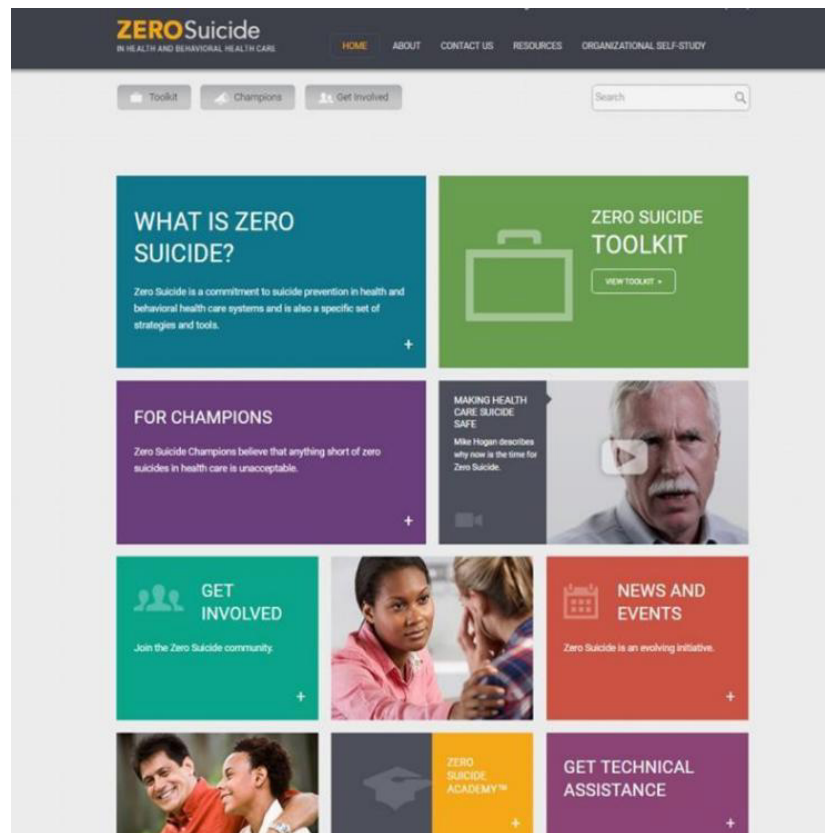 ZEROSuicide
IN HEALTH AND BEHAVIORAL HEALTH CARE
HOME ABOUT CONTACT US RESOURCES ORGANIZATIONAL SELF-STUDY
Toolkit Champions Get Involved Search
WHAT IS ZERO
SUICIDE?
Zero Suicide is a commitment to suicide prevention in health and
behavioral health care systems and is also a specific set of
strategies and tools.
+
ZERO SUICIDE
TOOLKIT
VIEW TOOLKIT +
FOR CHAMPIONS
Zero Suicide Champions believe that anything short of zero
suicides in health care is unacceptable.
+
MAKING HEALTH
CARE SUICIDE
SAFE
Mike Hogan describes
why now is the time for
Zero Suicide.
GET
INVOLVED
Join the Zero Suicide community.
+
NEWS AND
EVENTS
Zero Suicide is an evolving initiative.
+
ZERO
SUICIDE
ACADEMY™
+
GET TECHNICAL
ASSISTANCE
+